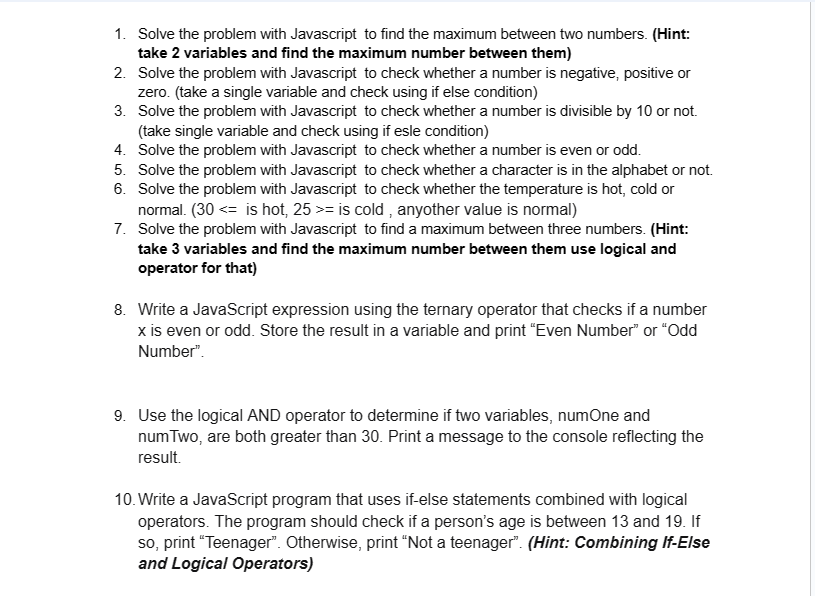 1. Solve the problem with Javascript to find the maximum between two numbers. (Hint:
take 2 variables and find the maximum number between them)
2. Solve the problem with Javascript to check whether a number is negative, positive or
zero. (take a single variable and check using if else condition)
3. Solve the problem with Javascript to check whether a number is divisible by 10 or not.
(take single variable and check using if esle condition)
4. Solve the problem with Javascript to check whether a number is even or odd.
5. Solve the problem with Javascript to check whether a character is in the alphabet or not.
6. Solve the problem with Javascript to check whether the temperature is hot, cold or
normal. (30 <= is hot, 25 >= is cold , anyother value is normal)
7. Solve the problem with Javascript to find a maximum between three numbers. (Hint:
take 3 variables and find the maximum number between them use logical and
operator for that)
8. Write a JavaScript expression using the ternary operator that checks if a number
x is even or odd. Store the result in a variable and print “Even Number” or “Odd
Number”.
9. Use the logical AND operator to determine if two variables, numOne and
numTwo, are both greater than 30. Print a message to the console reflecting the
result.
10. Write a JavaScript program that uses if-else statements combined with logical
operators. The program should check if a person’s age is between 13 and 19. If
so, print “Teenager”. Otherwise, print “Not a teenager”. (Hint: Combining If-Else
and Logical Operators)